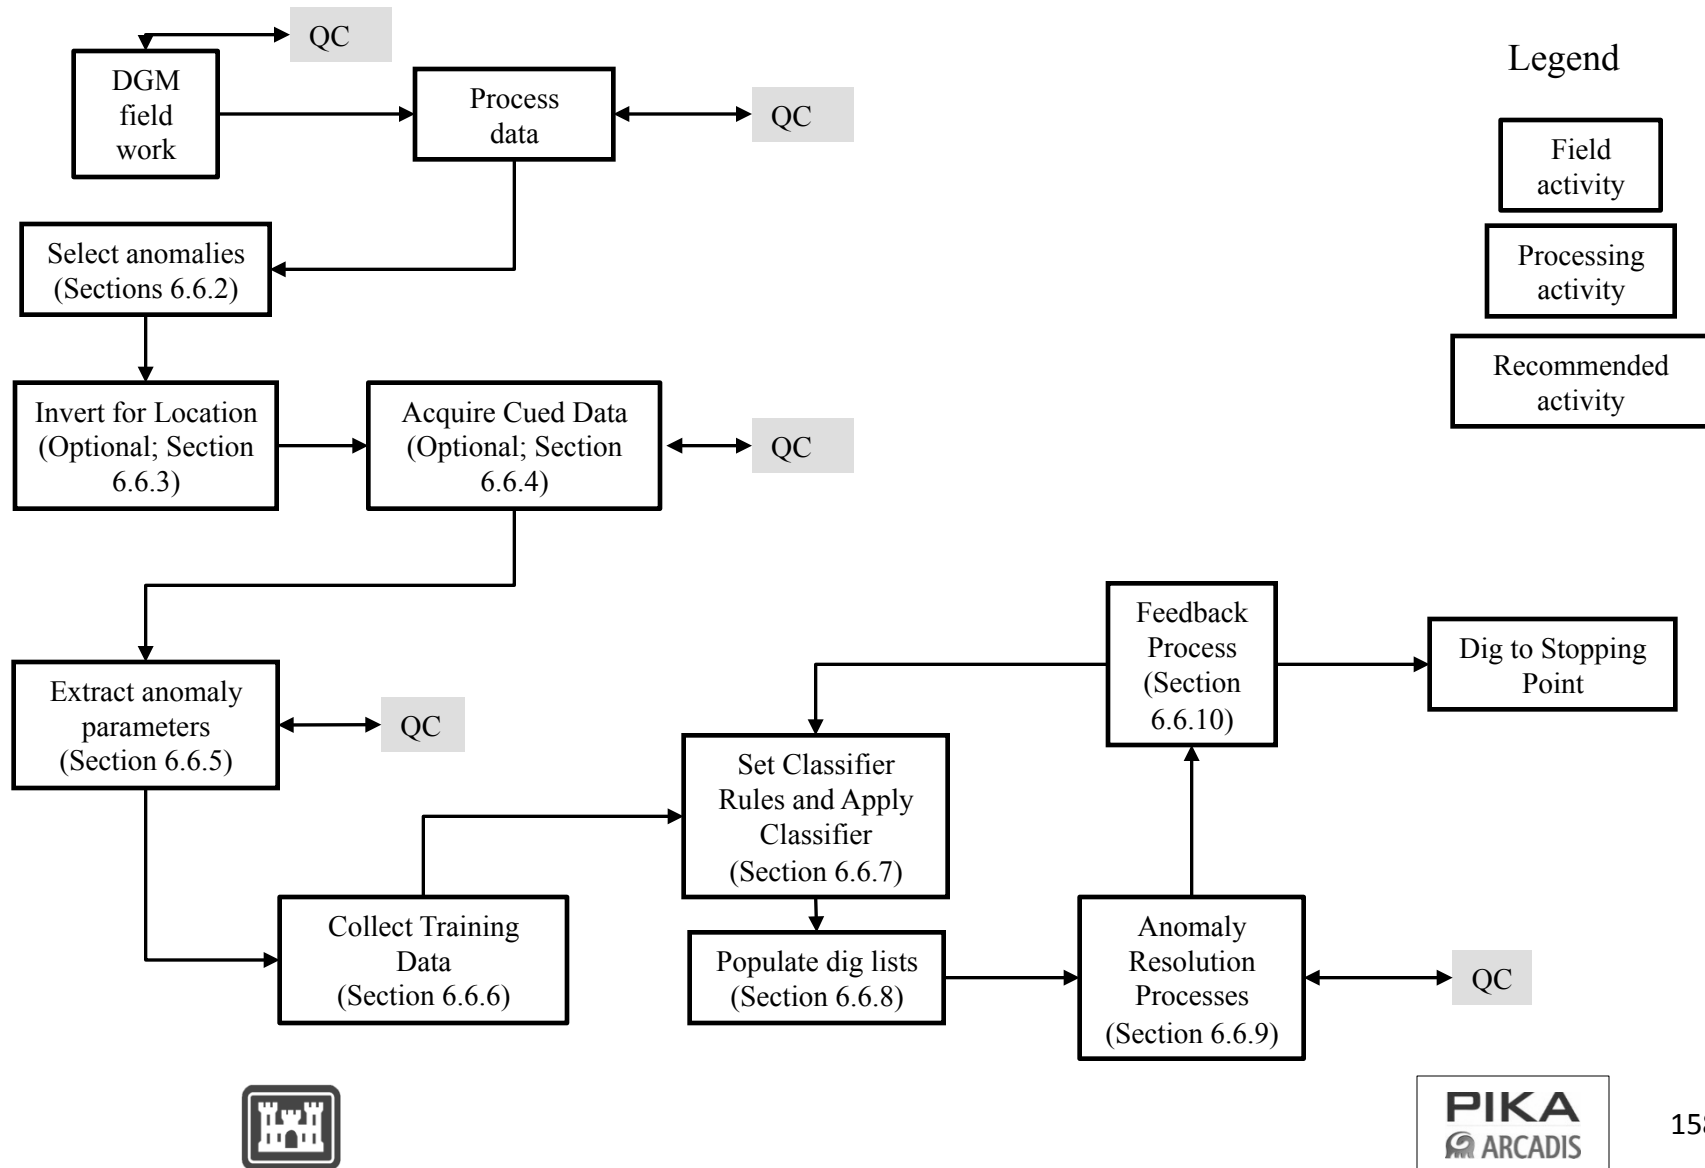 QC
DGM
field
work
Process
data
QC
Legend
Field
activity
Processing
activity
Recommended
activity
Select anomalies
(Sections 6.6.2)
Invert for Location
(Optional; Section
6.6.3)
Acquire Cued Data
(Optional; Section
6.6.4)
QC
Feedback
Process
(Section
6.6.10)
Dig to Stopping
Point
Extract anomaly
parameters
(Section 6.6.5)
QC
Set Classifier
Rules and Apply
Classifier
(Section 6.6.7)
Collect Training
Data
(Section 6.6.6)
Populate dig lists
(Section 6.6.8)
Anomaly
Resolution
Processes
(Section 6.6.9)
QC
PIKA
ARCADIS
158